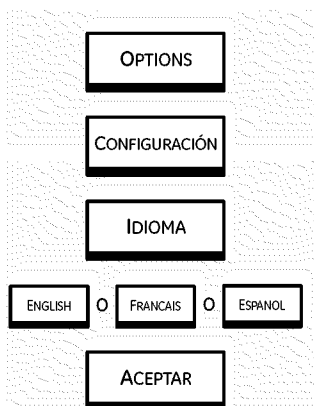 OPTIONS
CONFIGURACIÓN
IDIOMA
ENGLISH O FRANCAIS O ESPANOL
ACEPTAR